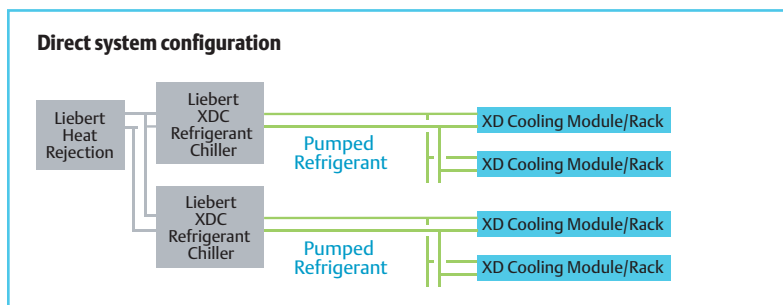 Direct system configuration
Liebert
Heat
Rejection
Liebert
XDC
Refrigerant
Chiller
Pumped
Refrigerant
XD Cooling Module/Rack
XD Cooling Module/Rack
Liebert
XDC
Refrigerant
Chiller
Pumped
Refrigerant
XD Cooling Module/Rack
XD Cooling Module/Rack